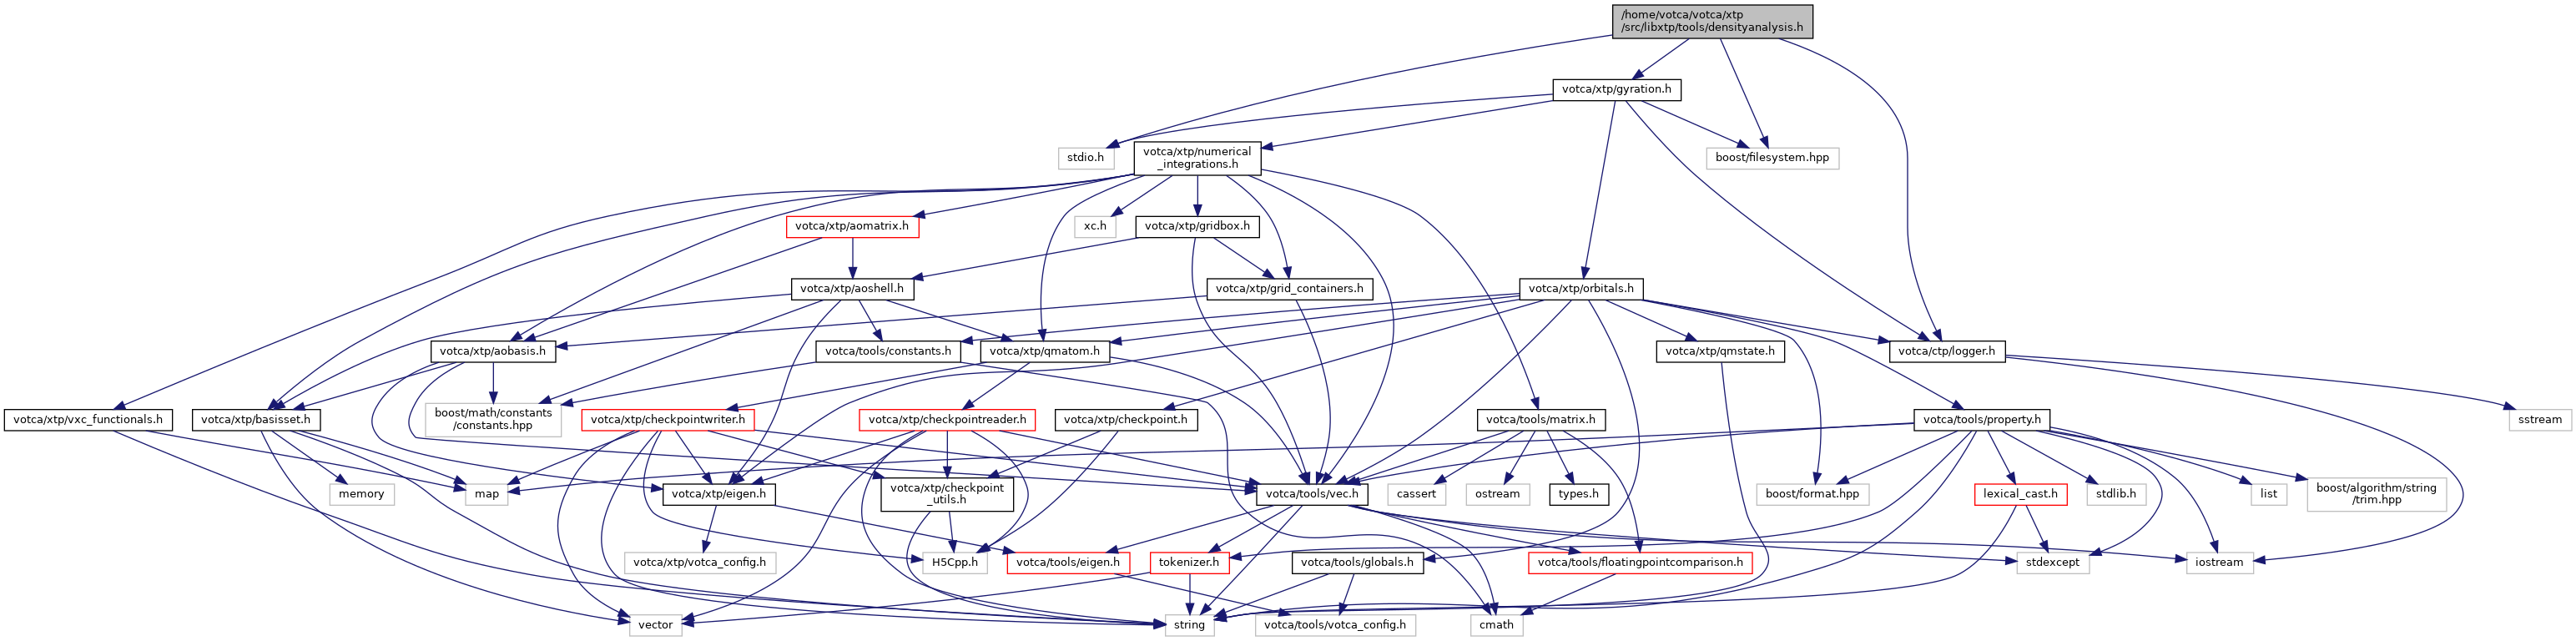 /home/votca/votca/xtp
/src/libxtp/tools/densityanalysis.h
votca/xtp/gyration.h
stdio.h
votca/xtp/numerical
_integrations.h
boost/filesystem.hpp
votca/xtp/aomatrix.h
xc.h
votca/xtp/gridbox.h
votca/xtp/aoshell.h
votca/xtp/grid_containers.h
votca/xtp/orbitals.h
votca/xtp/aobasis.h
votca/tools/constants.h
votca/xtp/qmatom.h
votca/xtp/qmstate.h
votca/ctp/logger.h
votca/xtp/vxc_functionals.h
votca/xtp/basisset.h
boost/math/constants
/constants.hpp
votca/xtp/checkpointwriter.h
votca/xtp/checkpointreader.h
votca/xtp/checkpoint.h
votca/tools/matrix.h
votca/tools/property.h
sstream
memory
map
votca/xtp/eigen.h
votca/xtp/checkpoint
_utils.h
votca/tools/vec.h
cassert
ostream
types.h
boost/format.hpp
lexical_cast.h
stdlib.h
list
boost/algorithm/string
/trim.hpp
votca/xtp/votca_config.h
H5Cpp.h
votca/tools/eigen.h
tokenizer.h
votca/tools/globals.h
votca/tools/floatingpointcomparison.h
stdexcept
iostream
vector
string
votca/tools/votca_config.h
cmath